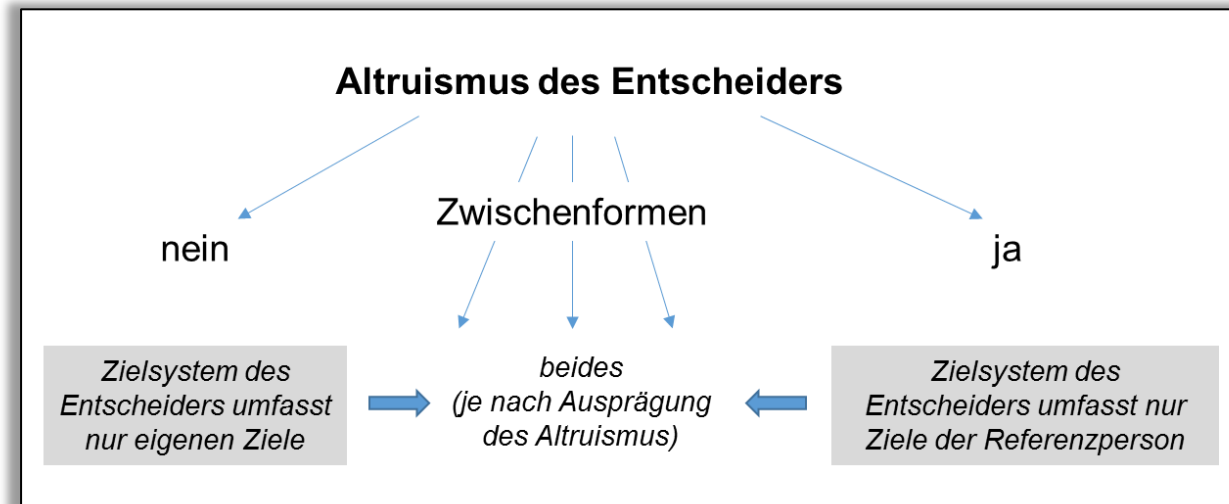 Altruismus des Entscheiders
Zwischenformen
nein
ja
Zielsystem des
Entscheiders umfasst
nur eigenen Ziele
beides
(je nach Ausprägung
des Altruismus)
Zielsystem des
Entscheiders umfasst nur
Ziele der Referenzperson